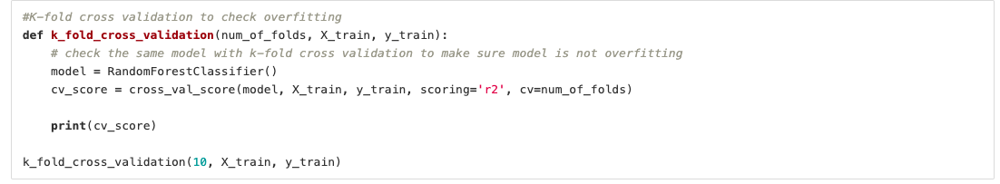 #K-fold cross validation to check overfitting
def k_fold_cross_validation(num_of_folds, X_train, y_train):
    # check the same model with k-fold cross validation to make sure model is not overfitting
    model = RandomForestClassifier()
    cv_score = cross_val_score(model, X_train, y_train, scoring='r2', cv=num_of_folds)
    print(cv_score)
k_fold_cross_validation(10, X_train, y_train)